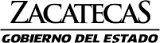 ZACATECAS
GOBIERNO DEL ESTADO